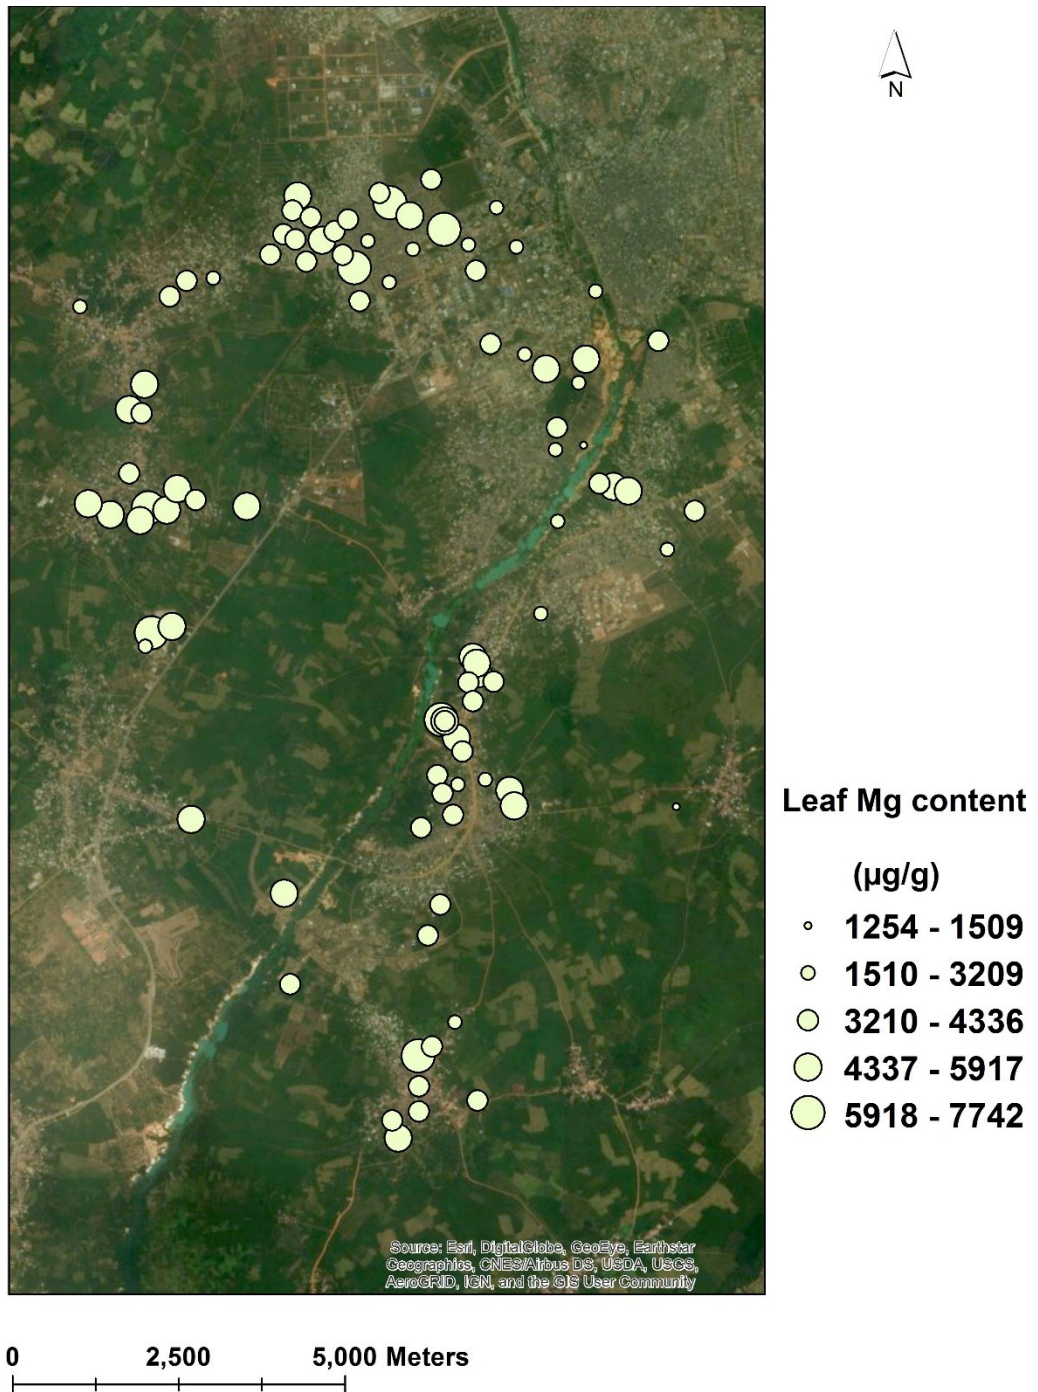 N
Leaf Mg content
(µg/g)
1254 - 1509
1510 - 3209
3210 - 4336
4337 - 5917
5918 - 7742
Source: Esri, DigitalGlobe, GeoEye, Earthstar
Geographics, CNES/Airbus DS, USDA, USGS,
AeroGRID, IGN, and the GIS User Community
0 2,500 5,000 Meters